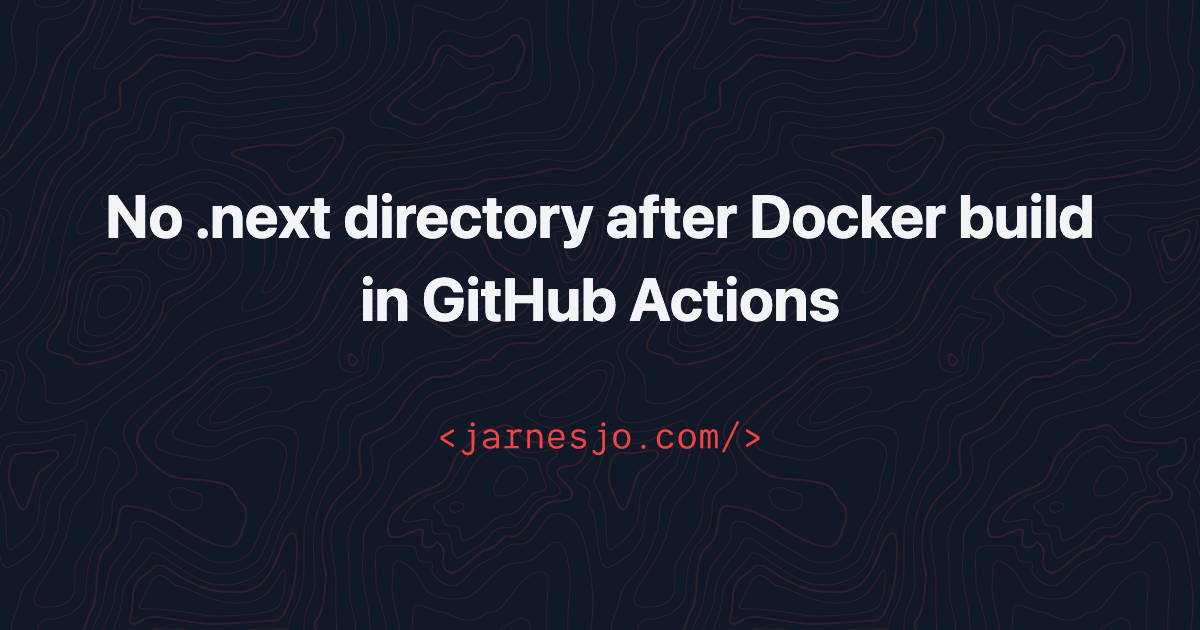 No .next directory after Docker build
in GitHub Actions
<jarnesjo.com/>